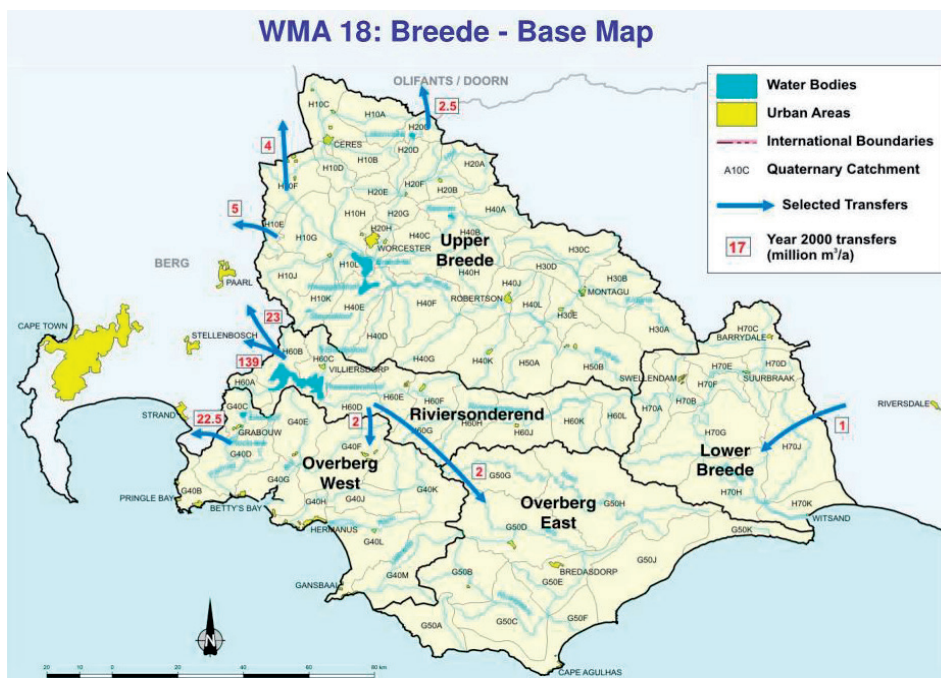 WMA 18: Breede - Base Map
OLIFANTS / DOORN
Water Bodies
Urban Areas
International Boundaries
A10C Quaternary Catchment
Selected Transfers
17 Year 2000 transfers
(million m³/a)
2.5
H10C
H10A
H20C
CERES
H20D
4
H10B
H10D
H20A
H20F
H10F
H20E
H20B
5
H10E
H10H
H20G
H40A
H20H
H40C
H40B
H10G
WORCESTER
Upper
Breede
H30C
BERG
H10L
H40H
H30D
H30B
PAARL
H10J
H40J
MONTAGU
H10K
H40E
H40F
ROBERTSON
H40L
H30E
23
CAPE TOWN
STELLENBOSCH
H40D
H30A
H70C
BARRYDALE
H60B
139
H60C
H40G
H40K
H50A
H50B
H70E
H70D
VILLIERSDORP
SWELLENDAM
SUURBRAAK
H60A
H70F
STRAND
22.5
G40C
H60D
H60E
H60F
Riviersonderend
H60L
H70A
H70B
RIVERSDALE
1
GRABOUW
G40E
2
H60G
H60H
H60J
H60K
H70G
G40D
G40F
Lower
Breede
H70J
Overberg
West
2
G50G
PRINGLE BAY
G40B
G40G
G40J
G40K
H70H
BETTY'S BAY
G40H
Overberg
East
G50H
H70K
HERMANUS
G50D
G50K
WITSAND
G40L
G50J
G40M
G50B
BREDASDORP
G50E
GANSBAAI
G50A
G50C
G50F
N
CAPE AGULHAS
20 10 0 20 40 60 80 km